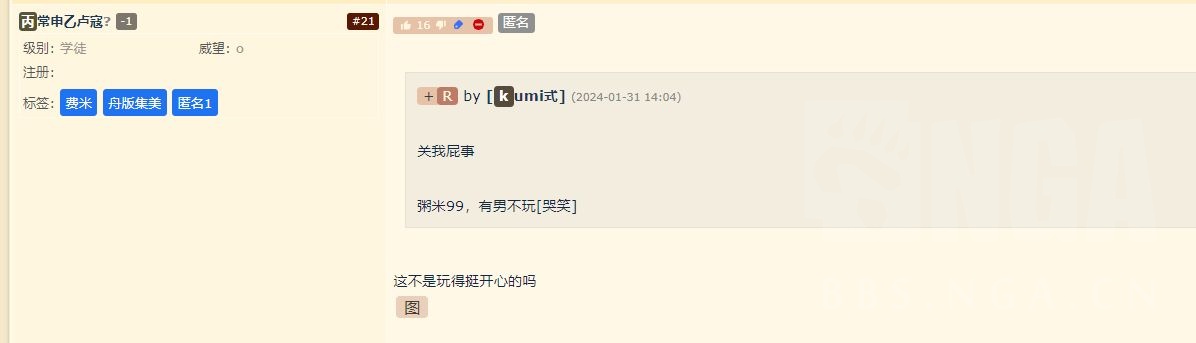 丙常申乙卢寇? -1 #21
级别: 学徒 威望: 0
注册:
标签: 费米 舟版集美 匿名1
16 匿名
+ R by [kumi式] (2024-01-31 14:04)
关我屁事
粥米99，有男不玩[哭笑]
这不是玩得挺开心的吗
图
NGA